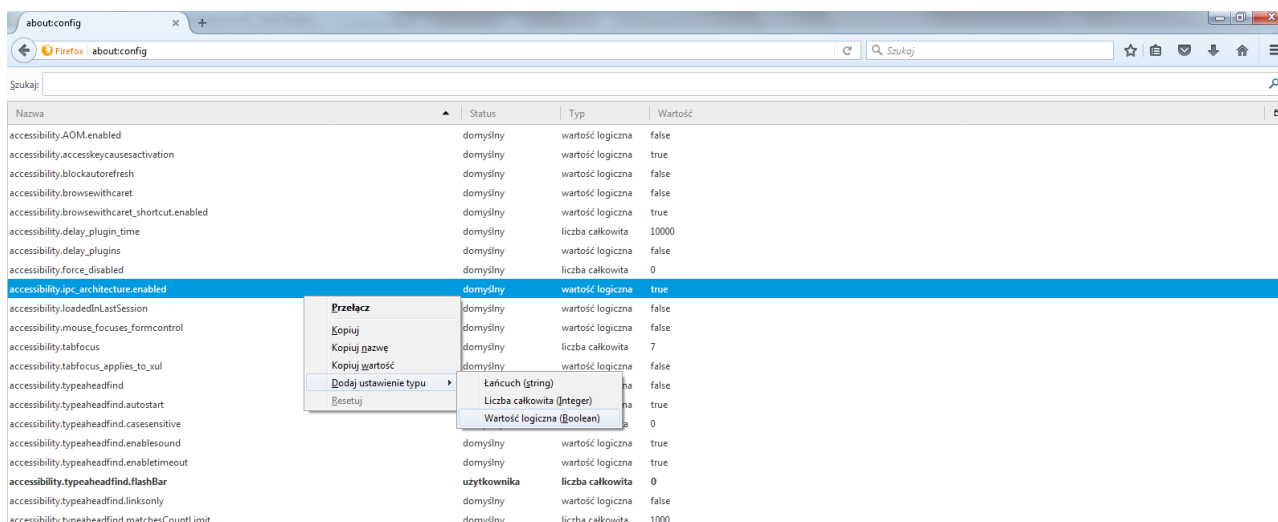 about:config
Firefox about:config Szukaj
Szukaj:
Nazwa Status Typ Wartość
accessibility.AOM.enabled domyślny wartość logiczna false
accessibility.accesskeycausesactivation domyślny wartość logiczna true
accessibility.blockautorefresh domyślny wartość logiczna false
accessibility.browsewithcaret domyślny wartość logiczna false
accessibility.browsewithcaret_shortcut.enabled domyślny wartość logiczna true
accessibility.delay_plugin_time domyślny liczba całkowita 10000
accessibility.delay_plugins domyślny wartość logiczna false
accessibility.force_disabled domyślny liczba całkowita 0
accessibility.ipc_architecture.enabled domyślny wartość logiczna true
accessibility.loadedInLastSession domyślny wartość logiczna false
accessibility.mouse_focuses_formcontrol domyślny wartość logiczna false
accessibility.tabfocus domyślny liczba całkowita 7
accessibility.tabfocus_applies_to_xul domyślny wartość logiczna false
accessibility.typeaheadfind false
accessibility.typeaheadfind.autostart true
accessibility.typeaheadfind.casesensitive 0
accessibility.typeaheadfind.enablesound domyślny wartość logiczna true
accessibility.typeaheadfind.enabletimeout domyślny wartość logiczna true
accessibility.typeaheadfind.flashBar użytkownika liczba całkowita 0
accessibility.typeaheadfind.linksonly domyślny wartość logiczna false
accessibility.typeaheadfind.matchesCountLimit domyślny liczba całkowita 1000
Przełącz
Kopiuj
Kopiuj nazwę
Kopiuj wartość
Dodaj ustawienie typu
Resetuj
Łańcuch (string)
Liczba całkowita (Integer)
Wartość logiczna (Boolean)